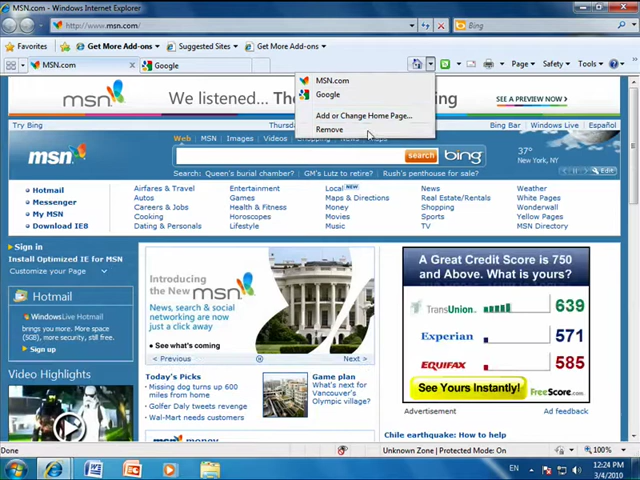 MSN.com - Windows Internet Explorer
http://www.msn.com/
Bing
Favorites
Get More Add-ons
Suggested Sites
Get More Add-ons
MSN.com
Google
Page
Safety
Tools
MSN.com
Google
Add or Change Home Page...
Remove
msn
We listened... The
SEE A PREVIEW NOW
Try Bing
Thursda
Bing Bar
Windows Live
Español
Web
MSN
Images
Videos
Shopping
News
Maps
msn
search
bing
37°
New York, NY
Edit
Search:
Queen's burial chamber?
GM's Lutz to retire?
Rush's penthouse for sale?
Hotmail
Messenger
My MSN
Download IE8
Airfares & Travel
Autos
Careers & Jobs
Cooking
Dating & Personals
Entertainment
Games
Health & Fitness
Horoscopes
Lifestyle
Local NEW
Maps & Directions
Money
Movies
Music
News
Real Estate/Rentals
Shopping
Sports
TV
Weather
White Pages
Wonderwall
Yellow Pages
Dictionary
Sign in
Install Optimized IE for MSN
Customize your Page
Hotmail
Windows Live Hotmail
brings you more. More space
(5GB), more security, still free.
Sign up
Video Highlights
Introducing
the New
msn
News, search & social
networking are now
just a click away
See what's coming
< Previous
Next >
Today's Picks
Missing dog turns up 600
miles from home
Golfer Daly tweets revenge
Wal-Mart needs customers
Game plan
What's next for
Vancouver's
Olympic village?
msn money
A Great Credit Score is 750
and Above. What is yours?
TransUnion
639
Experian
571
EQUIFAX
585
See Yours Instantly!
FreeScore.com
Advertisement
Ad feedback
Chile earthquake: How to help
Done
Unknown Zone | Protected Mode: On
100%
EN
12:24 PM
3/4/2010